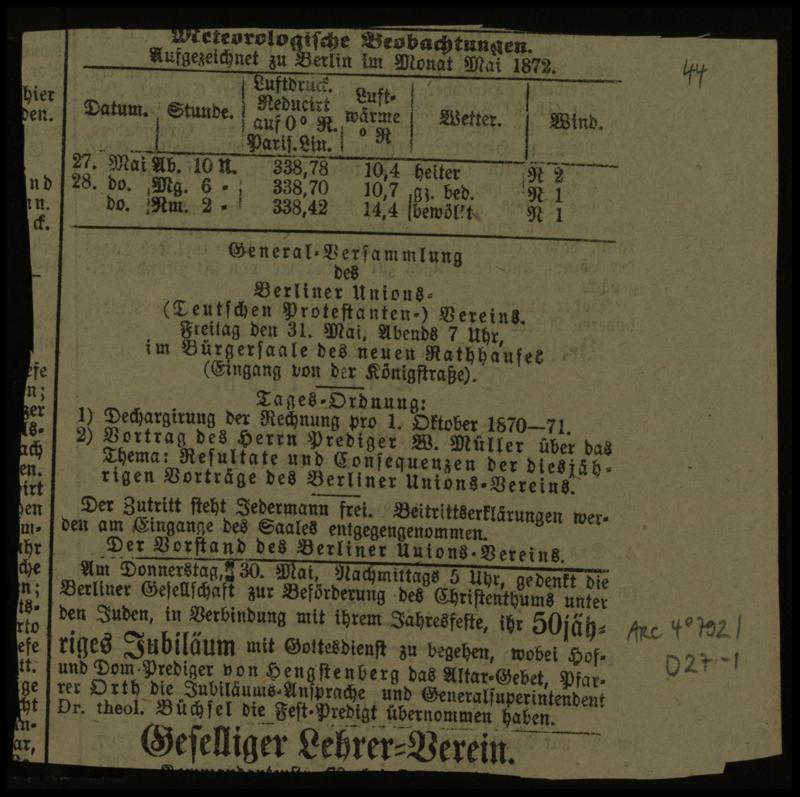 Meteorologische Beobachtungen.
Aufgezeichnet zu Berlin im Monat Mai 1872.
Datum. Stunde. Luftdruck. Reducirt auf 0° R. Paris. Lin. Luft-wärme ° R Wetter. Wind.
27. Mai Ab. 10 U. 338,78 10,4 heiter N 2
28. do. Mg. 6 - 338,70 10,7 gz. bed. N 1
do. Nm. 2 - 338,42 14,4 bewölkt N 1
General-Versammlung
des
Berliner Unions-
(Teutschen Protestanten-) Vereins.
Freitag den 31. Mai, Abends 7 Uhr,
im Bürgersaale des neuen Rathhauses
(Eingang von der Königstraße).
Tages-Ordnung:
1) Dechargirung der Rechnung pro 1. Oktober 1870—71.
2) Vortrag des Herrn Prediger W. Müller über das
Thema: Resultate und Consequenzen der diesjäh-
rigen Vorträge des Berliner Unions-Vereins.
Der Zutritt steht Jedermann frei. Beitrittserklärungen wer-
den am Eingange des Saales entgegengenommen.
Der Vorstand des Berliner Unions-Vereins.
Am Donnerstag, 30. Mai, Nachmittags 5 Uhr, gedenkt die
Berliner Gesellschaft zur Beförderung des Christenthums unter
den Juden, in Verbindung mit ihrem Jahresfeste, ihr 50jäh-
riges Jubiläum mit Gottesdienst zu begehen, wobei Hof-
und Dom-Prediger von Hengstenberg das Altar-Gebet, Pfar-
rer Orth die Jubiläums-Ansprache und Generalsuperintendent
Dr. theol. Büchsel die Fest-Predigt übernommen haben.
Geselliger Lehrer-Verein.
44
Arc 4° 792/
D27-1